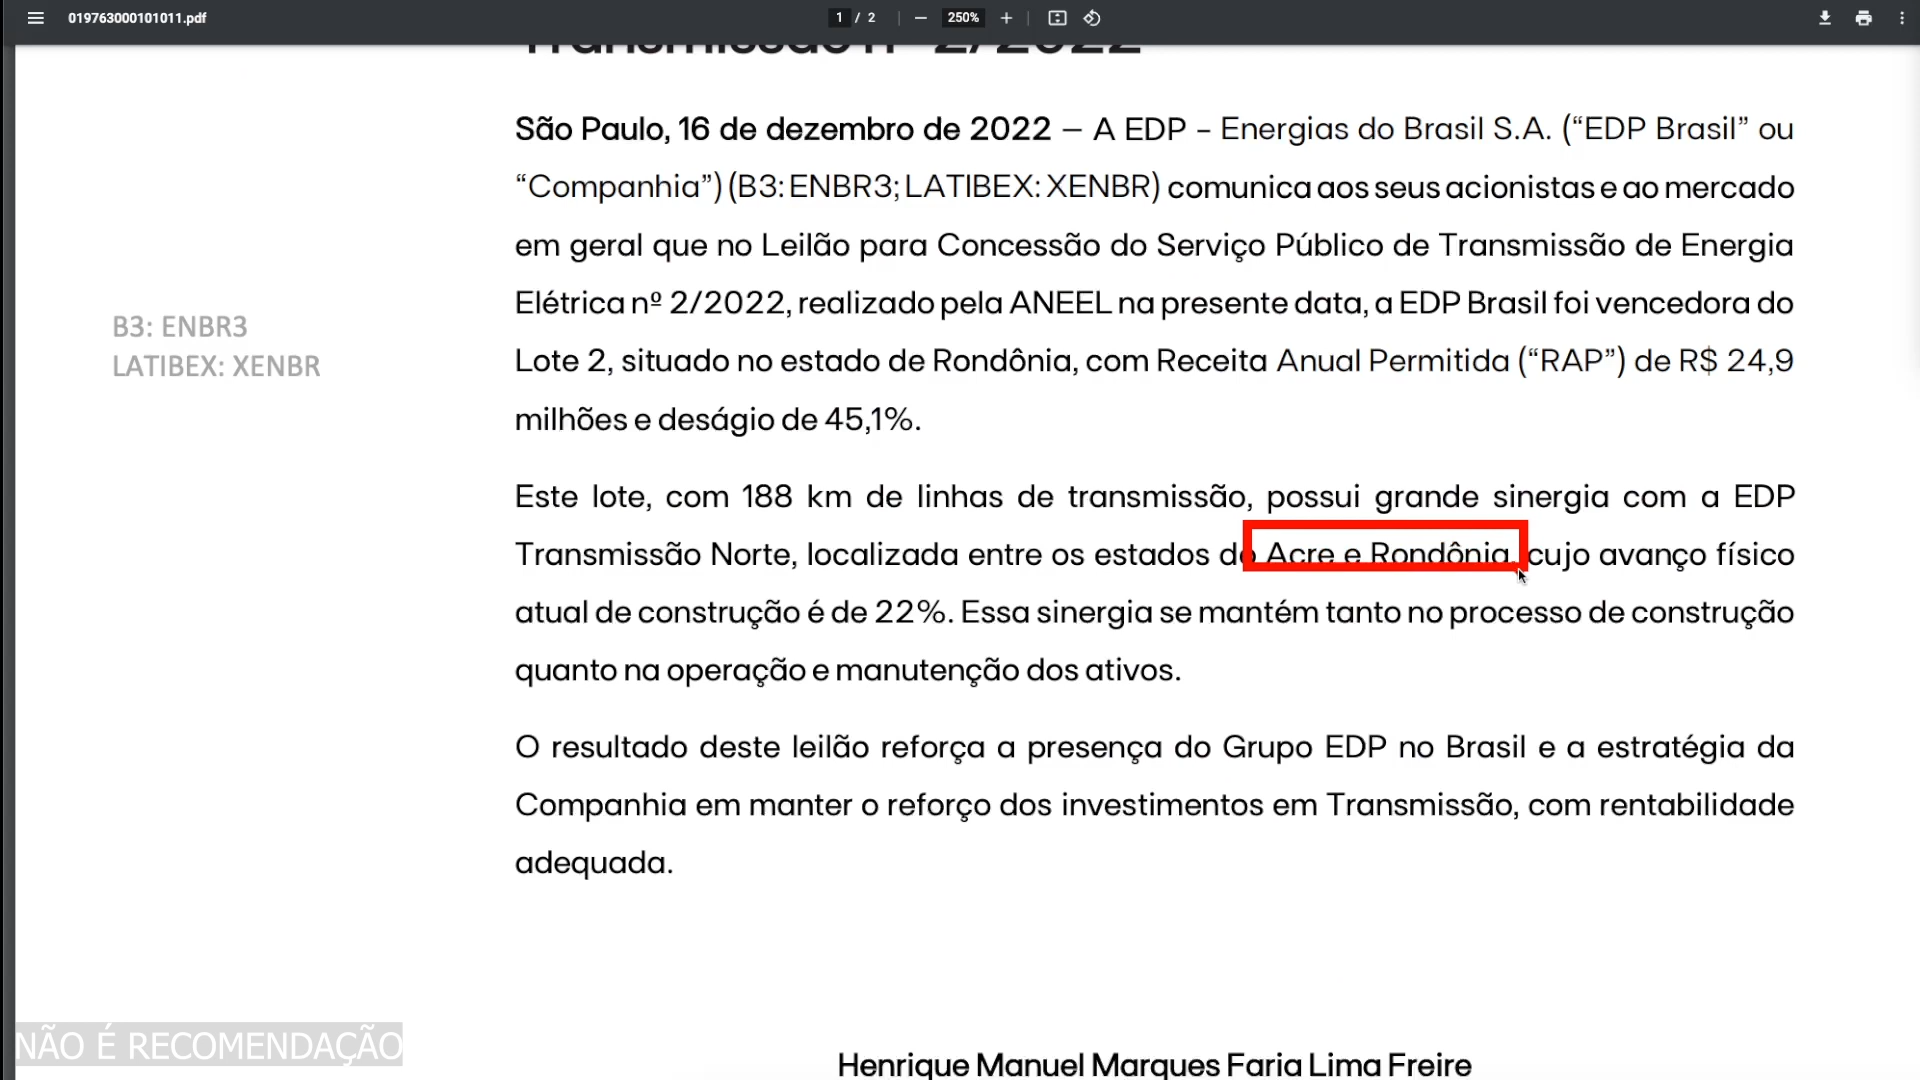 019763000101011.pdf
1 / 2
250%
Transmissão nº 2/2022
São Paulo, 16 de dezembro de 2022 – A EDP – Energias do Brasil S.A. (“EDP Brasil” ou
“Companhia”) (B3: ENBR3; LATIBEX: XENBR) comunica aos seus acionistas e ao mercado
em geral que no Leilão para Concessão do Serviço Público de Transmissão de Energia
Elétrica nº 2/2022, realizado pela ANEEL na presente data, a EDP Brasil foi vencedora do
Lote 2, situado no estado de Rondônia, com Receita Anual Permitida (“RAP”) de R$ 24,9
milhões e deságio de 45,1%.
B3: ENBR3
LATIBEX: XENBR
Este lote, com 188 km de linhas de transmissão, possui grande sinergia com a EDP
Transmissão Norte, localizada entre os estados do Acre e Rondônia, cujo avanço físico
atual de construção é de 22%. Essa sinergia se mantém tanto no processo de construção
quanto na operação e manutenção dos ativos.
O resultado deste leilão reforça a presença do Grupo EDP no Brasil e a estratégia da
Companhia em manter o reforço dos investimentos em Transmissão, com rentabilidade
adequada.
NÃO É RECOMENDAÇÃO
Henrique Manuel Marques Faria Lima Freire